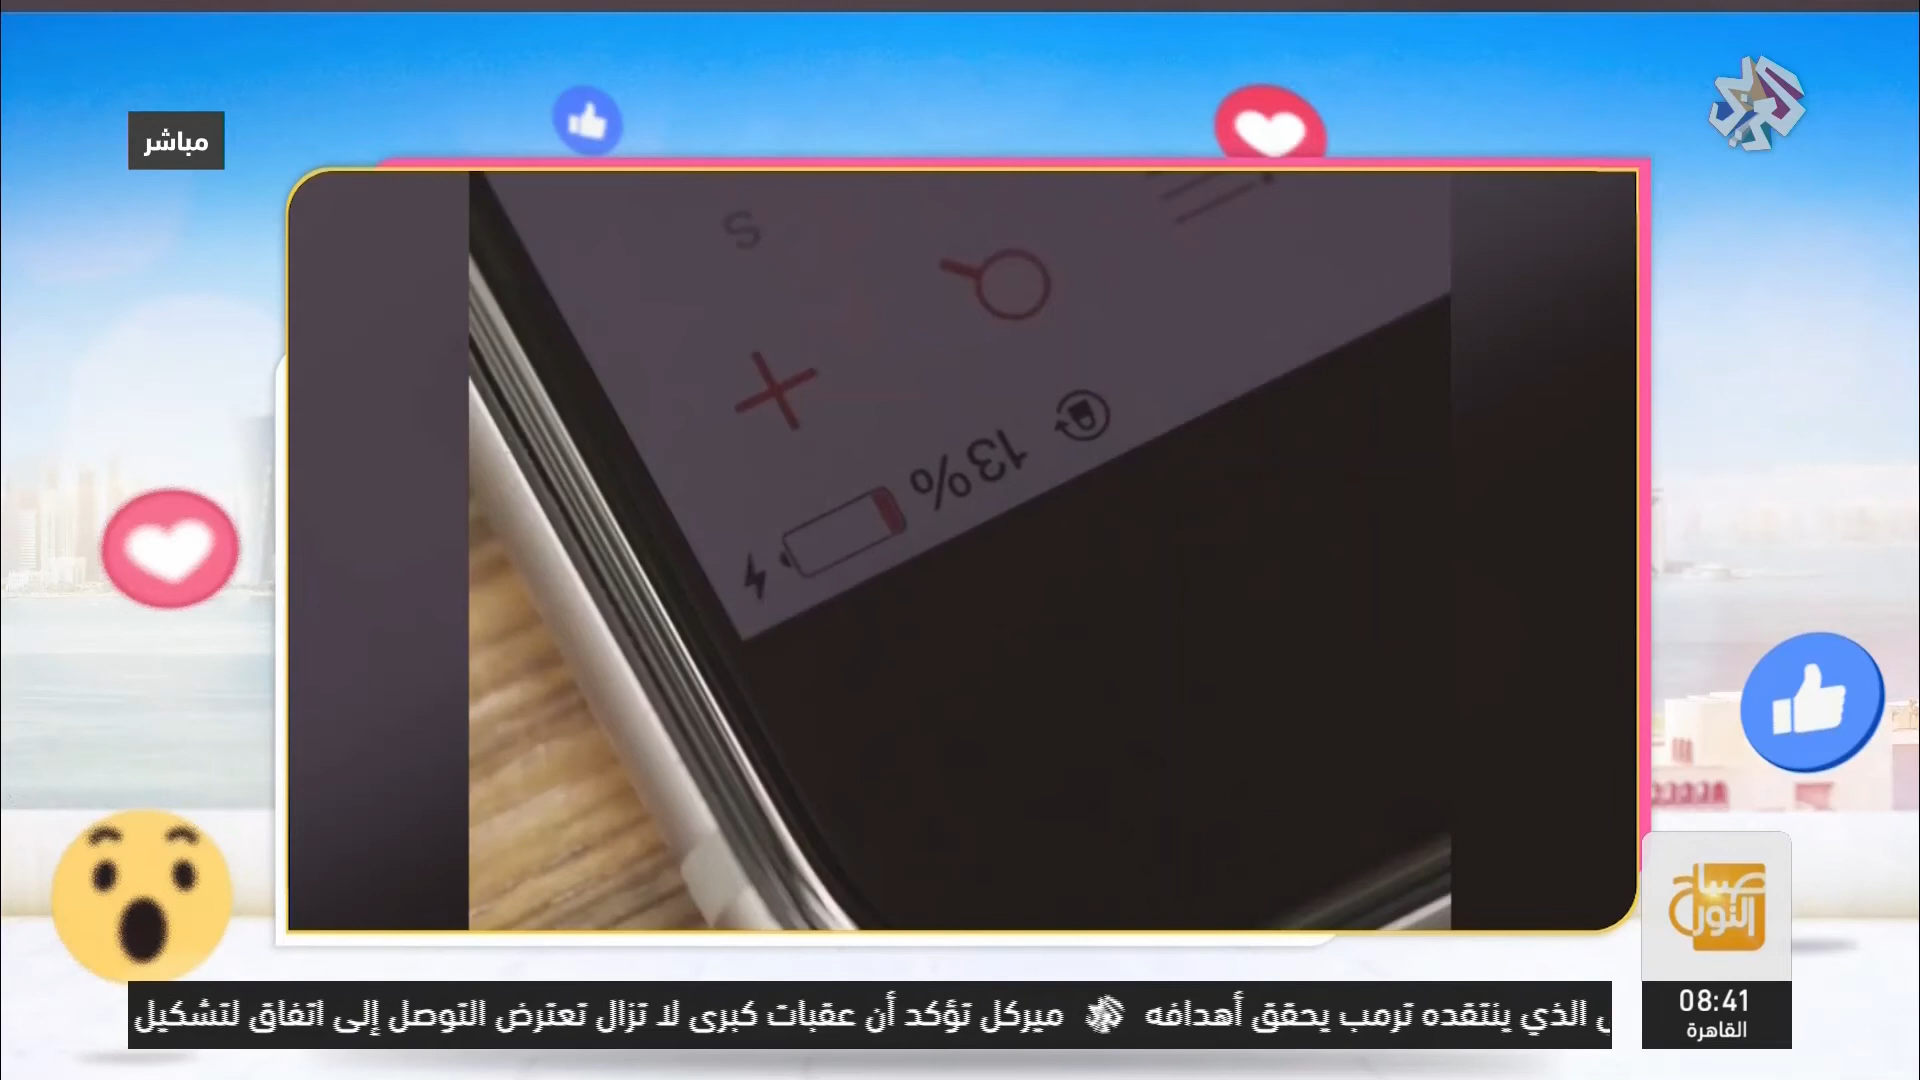 مباشر
S
13%
صباح النور
ميركل تؤكد أن عقبات كبرى لا تزال تعترض التوصل إلى اتفاق لتشكيل
الذي ينتقده ترمب يحقق أهدافه
08:41
القاهرة